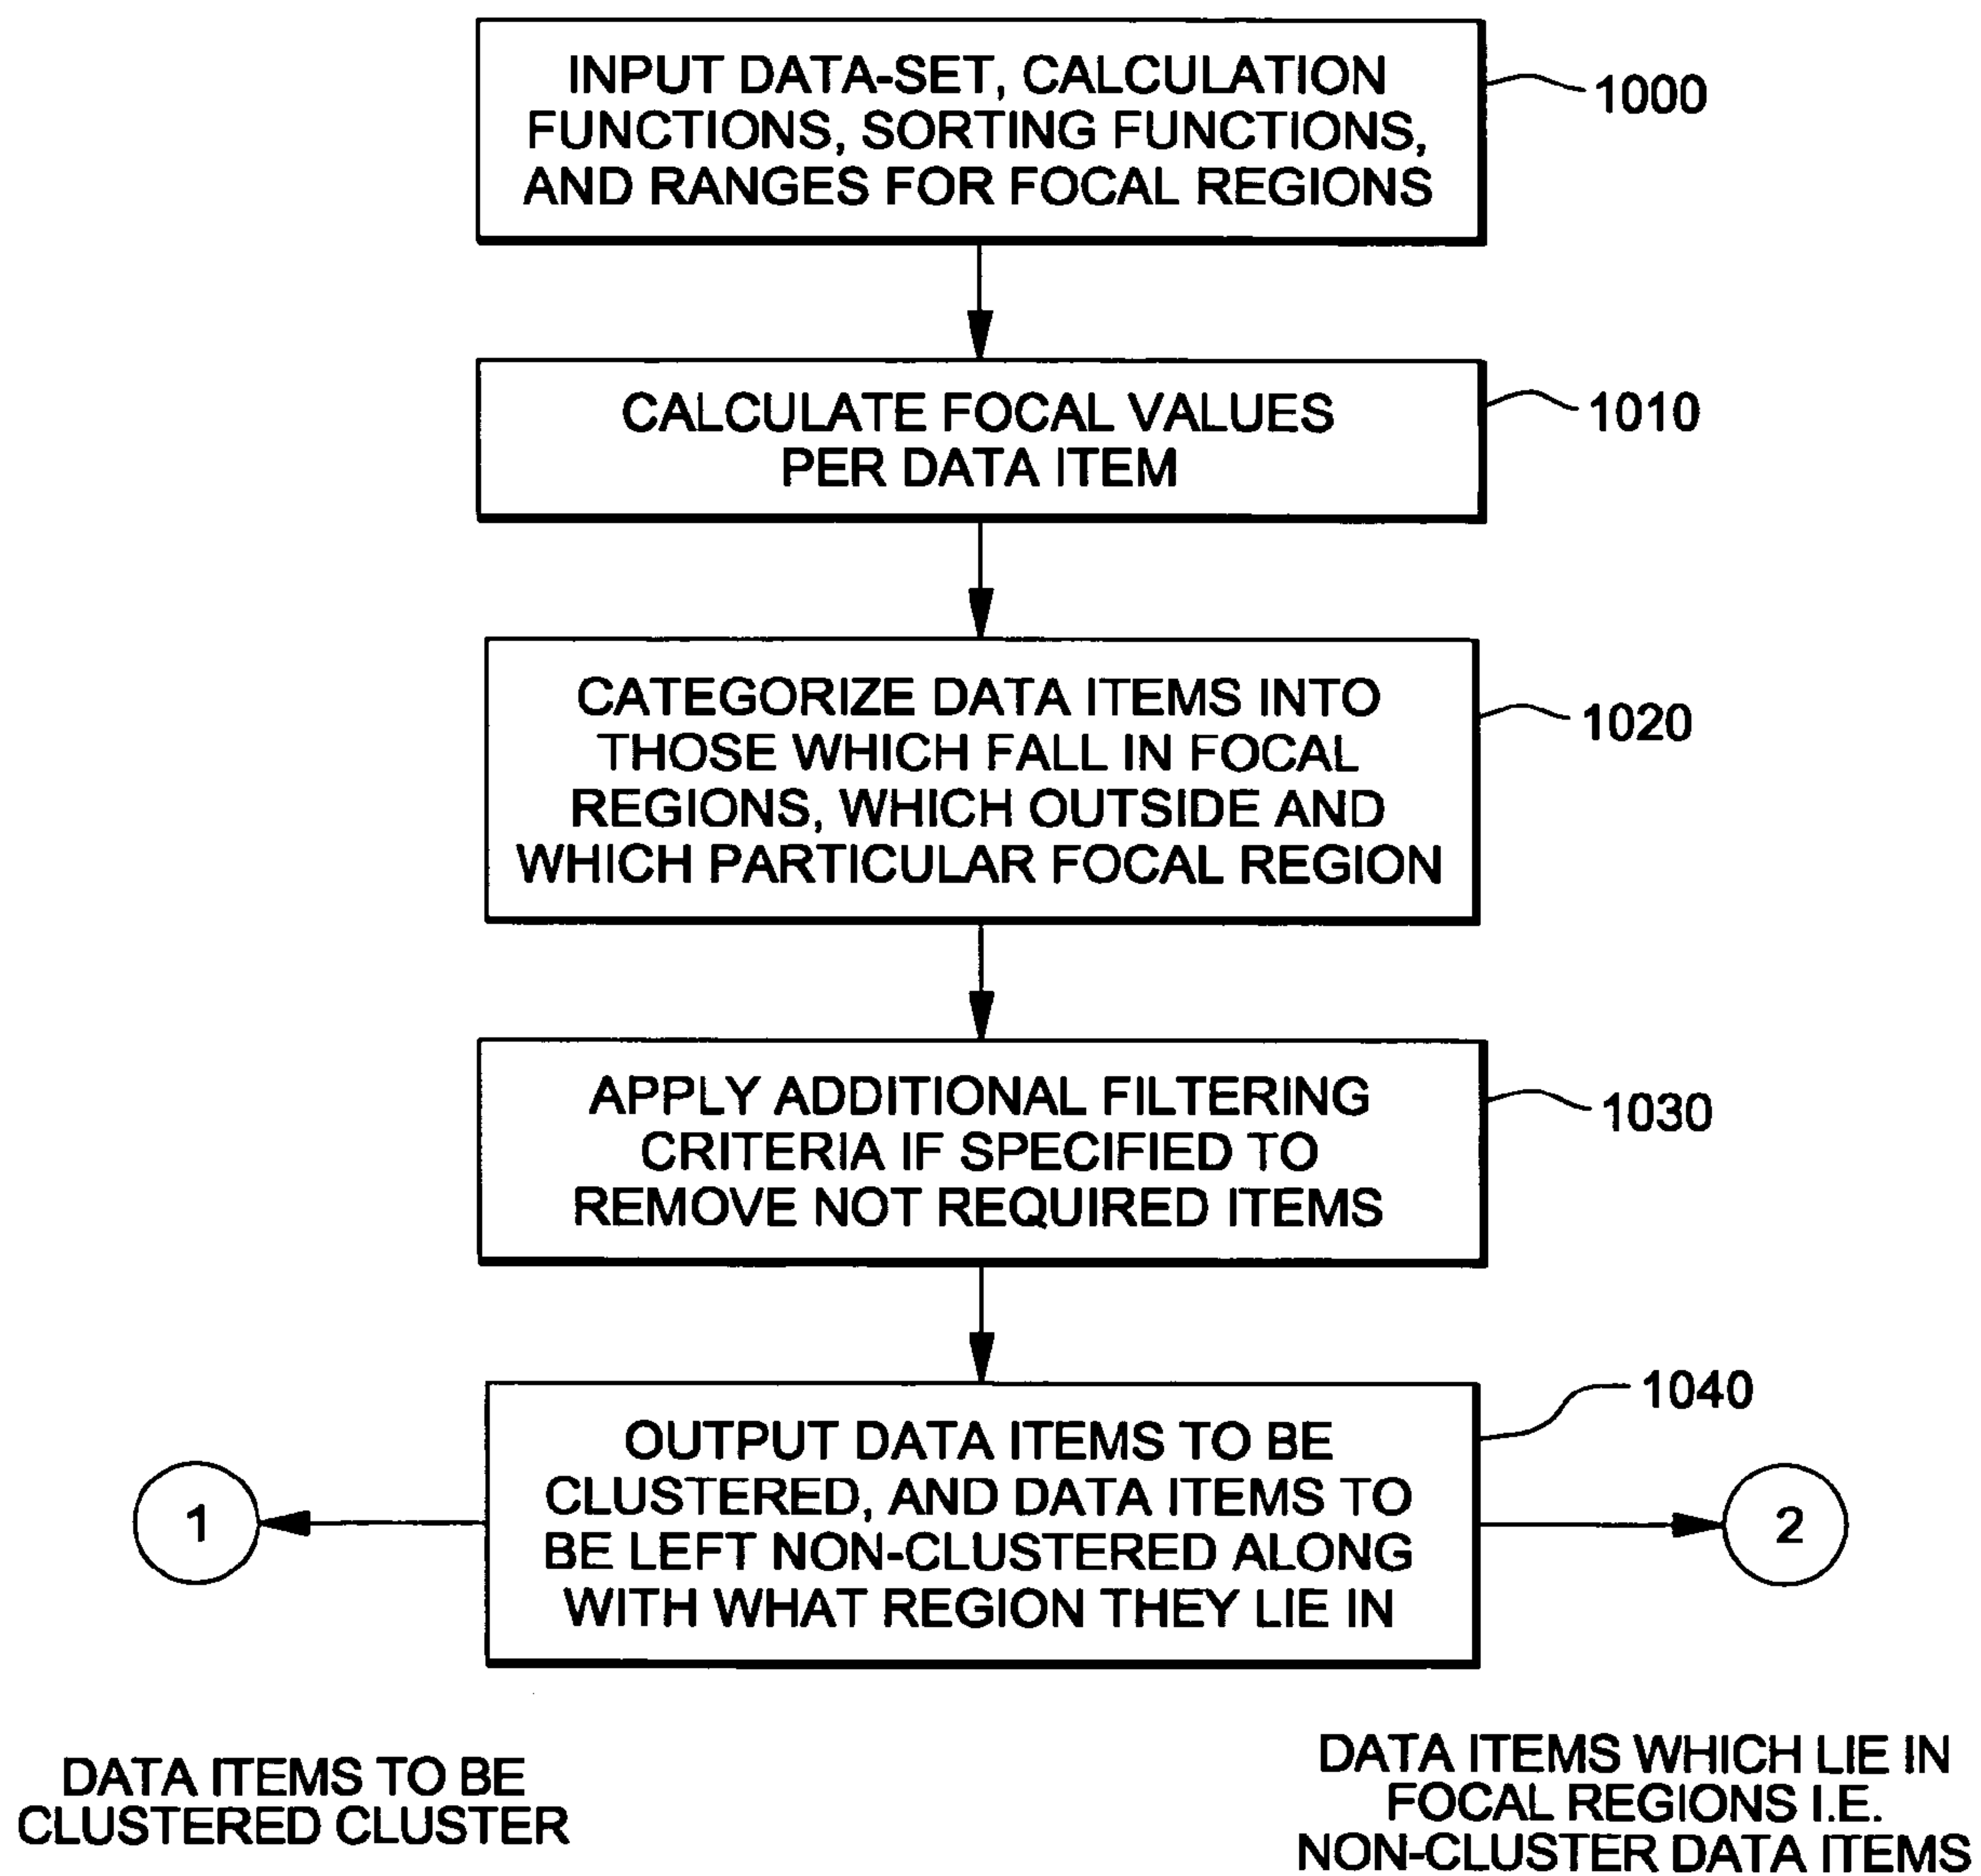 INPUT DATA-SET, CALCULATION
FUNCTIONS, SORTING FUNCTIONS,
AND RANGES FOR FOCAL REGIONS
1000
CALCULATE FOCAL VALUES
PER DATA ITEM
1010
CATEGORIZE DATA ITEMS INTO
THOSE WHICH FALL IN FOCAL
REGIONS, WHICH OUTSIDE AND
WHICH PARTICULAR FOCAL REGION
1020
APPLY ADDITIONAL FILTERING
CRITERIA IF SPECIFIED TO
REMOVE NOT REQUIRED ITEMS
1030
OUTPUT DATA ITEMS TO BE
CLUSTERED, AND DATA ITEMS TO
BE LEFT NON-CLUSTERED ALONG
WITH WHAT REGION THEY LIE IN
1040
1
2
DATA ITEMS TO BE
CLUSTERED CLUSTER
DATA ITEMS WHICH LIE IN
FOCAL REGIONS I.E.
NON-CLUSTER DATA ITEMS